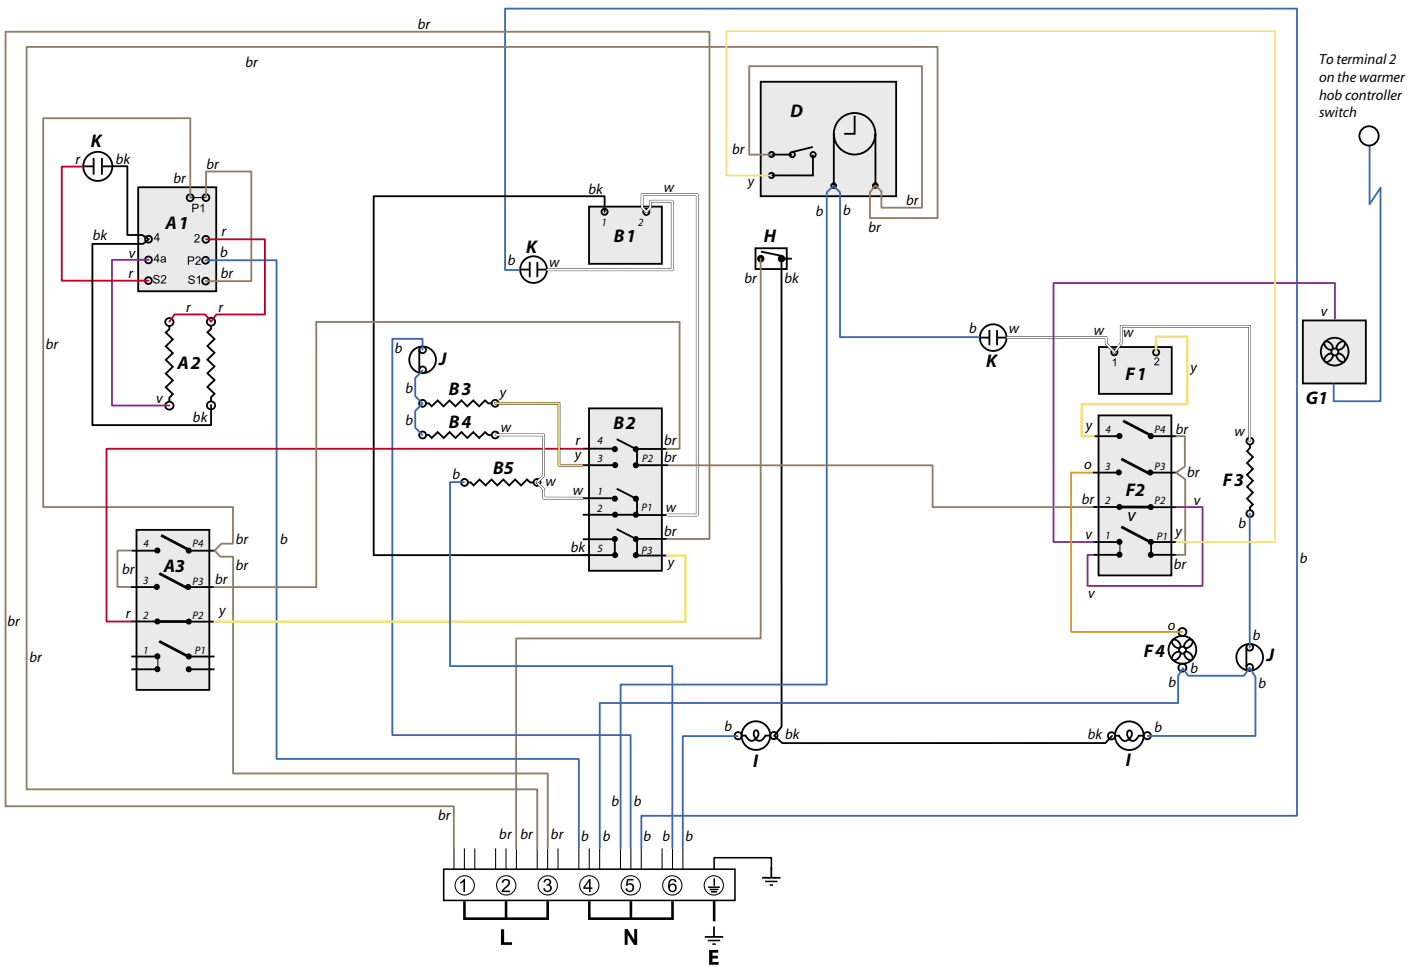 br
br
To terminal 2
on the warmer
hob controller
switch
K
r
bk
br
br
P1
A1
bk
4
2
r
v
4a
P2
b
r
S2
S1
br
r
r
A2
v
bk
br
D
br
y
b
b
br
br
bk
w
1
2
B1
K
b
w
H
br
bk
v
G1
b
w
K
w
w
1
2
F1
y
b
J
b
B3
y
b
B4
w
b
B5
w
B2
r
4
br
y
3
P2
br
w
1
2
P1
w
br
bk
5
P3
y
y
4
P4
br
o
3
P3
br
F2
br
2
P2
v
V
v
1
P1
y
br
v
w
F3
b
b
4
P4
br
A3
br
br
3
P3
br
r
2
P2
y
1
P1
b
br
br
o
F4
b
b
b
J
b
b
bk
I
bk
b
I
br
br
br
br
b
b
b
b
b
b
b
1
2
3
4
5
6
L
N
E